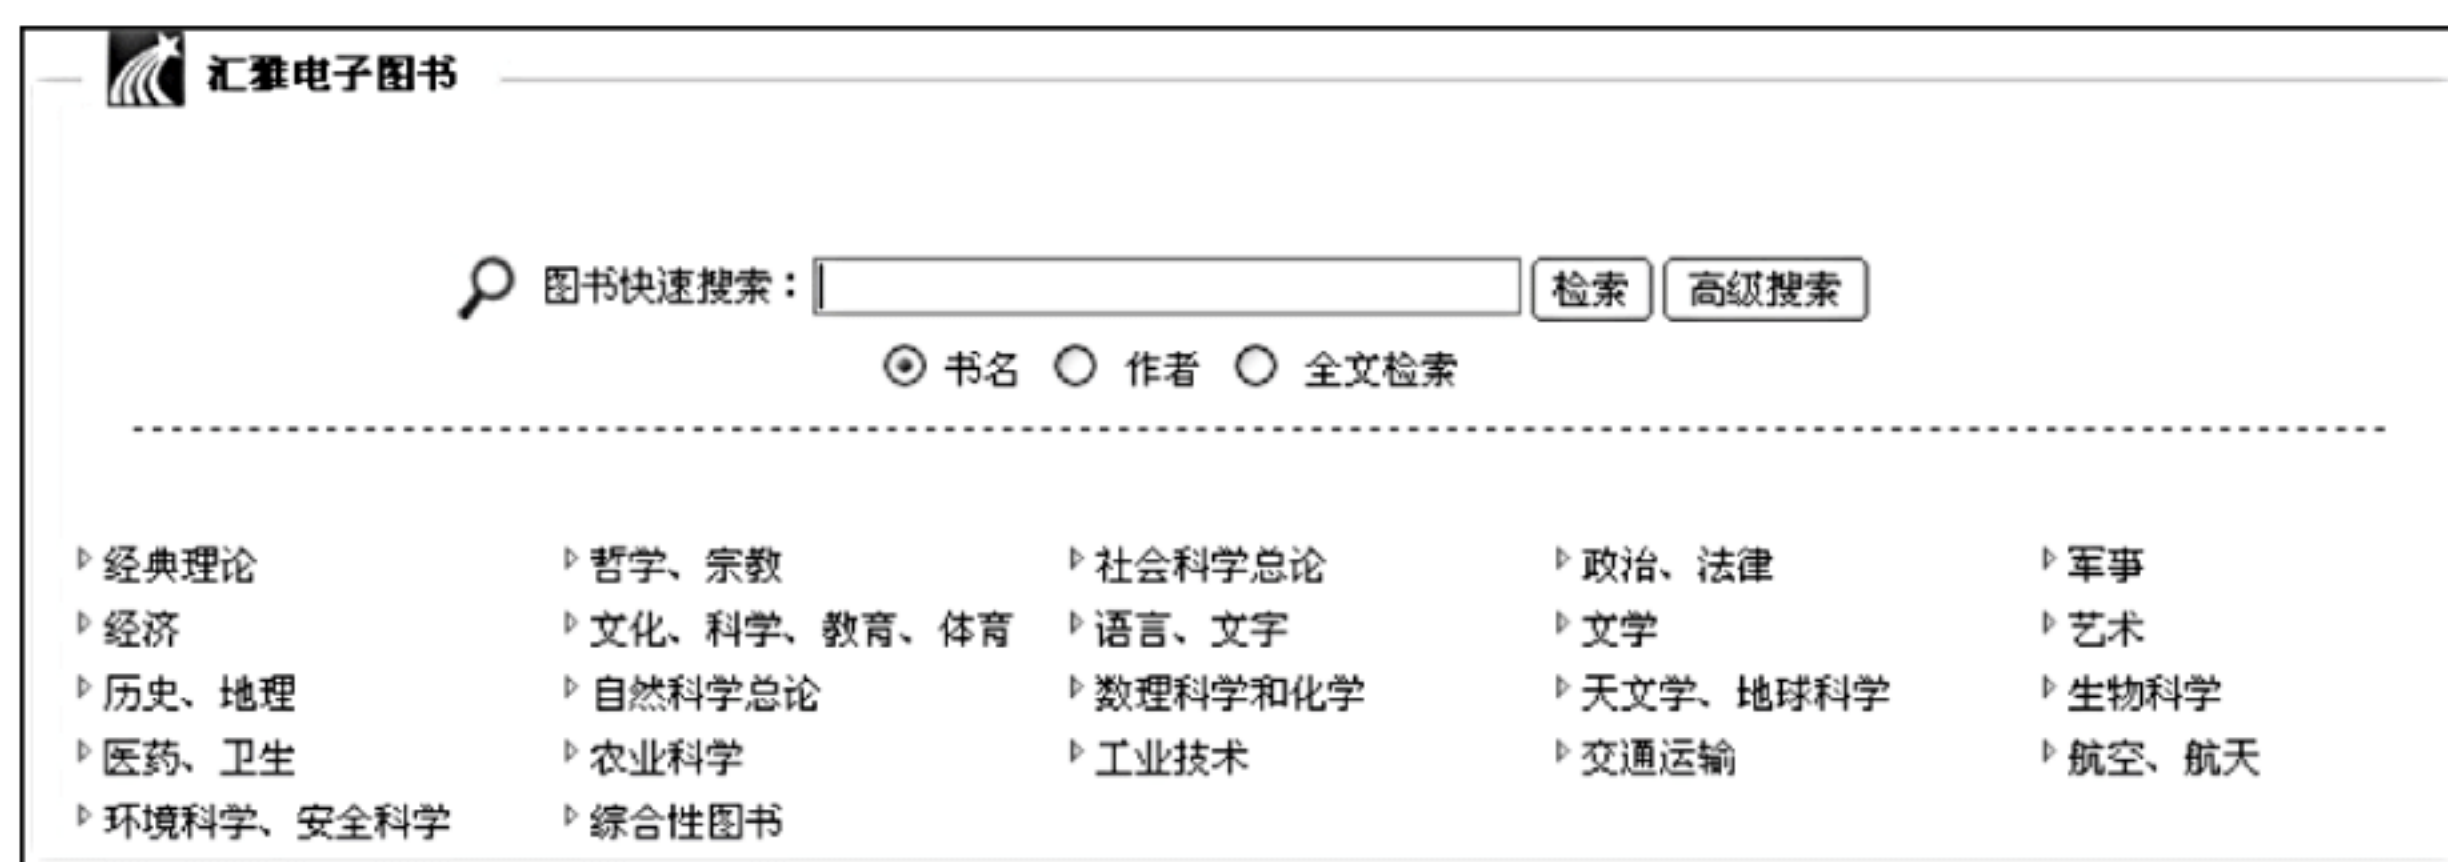 汇雅电子图书
图书快速搜索： 检索 高级搜索
书名 作者 全文检索
经典理论 哲学、宗教 社会科学总论 政治、法律 军事
经济 文化、科学、教育、体育 语言、文字 文学 艺术
历史、地理 自然科学总论 数理科学和化学 天文学、地球科学 生物科学
医药、卫生 农业科学 工业技术 交通运输 航空、航天
环境科学、安全科学 综合性图书